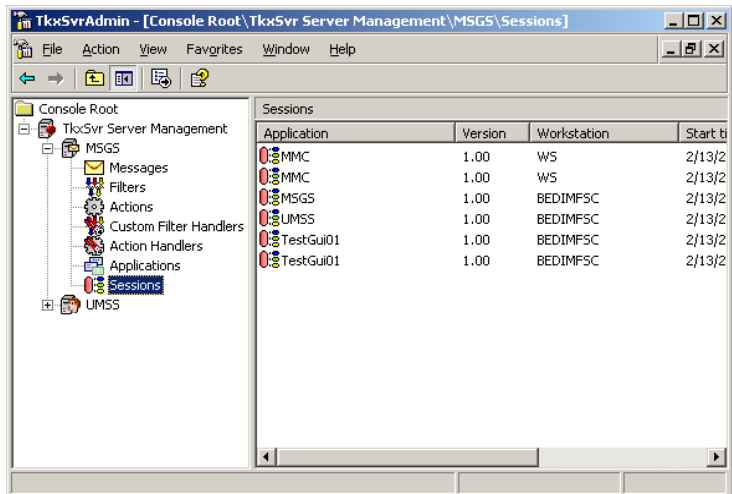 TkxSvrAdmin - [Console Root\TkxSvr Server Management\MSGS\Sessions]
File Action View Favorites Window Help
Console Root
TkxSvr Server Management
MSGS
Messages
Filters
Actions
Custom Filter Handlers
Action Handlers
Applications
Sessions
UMSS
Sessions
Application Version Workstation Start ti
MMC 1.00 WS 2/13/2
MMC 1.00 WS 2/13/2
MSGS 1.00 BEDIMFSC 2/13/2
UMSS 1.00 BEDIMFSC 2/13/2
TestGui01 1.00 BEDIMFSC 2/13/2
TestGui01 1.00 BEDIMFSC 2/13/2